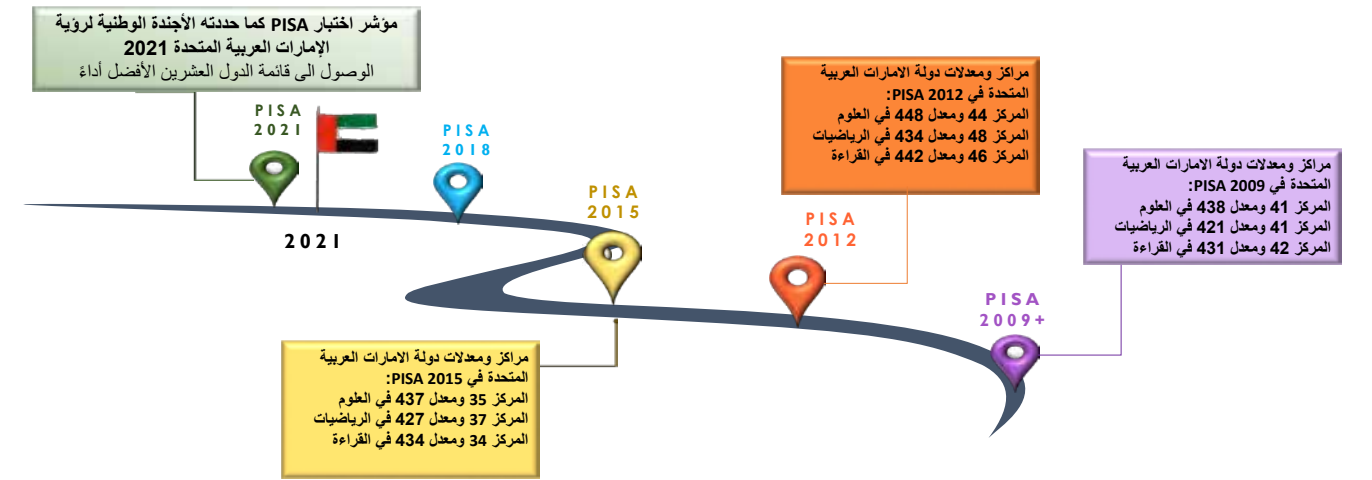 مؤشر اختبار PISA كما حددته الأجندة الوطنية لرؤية
الإمارات العربية المتحدة 2021
الوصول الى قائمة الدول العشرين الأفضل أداءً
PISA
2021
2021
PISA
2018
PISA
2015
مراكز ومعدلات دولة الامارات العربية
المتحدة في PISA 2015:
المركز 35 ومعدل 437 في العلوم
المركز 37 ومعدل 427 في الرياضيات
المركز 34 ومعدل 434 في القراءة
مراكز ومعدلات دولة الامارات العربية
المتحدة في PISA 2012:
المركز 44 ومعدل 448 في العلوم
المركز 48 ومعدل 434 في الرياضيات
المركز 46 ومعدل 442 في القراءة
PISA
2012
مراكز ومعدلات دولة الامارات العربية
المتحدة في PISA 2009:
المركز 41 ومعدل 438 في العلوم
المركز 41 ومعدل 421 في الرياضيات
المركز 42 ومعدل 431 في القراءة
PISA
2009+